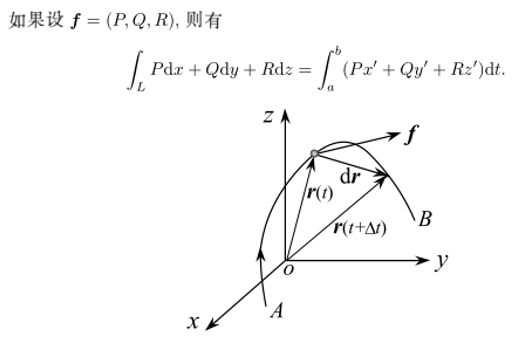 如果设 f = (P, Q, R), 则有
∫_L Pdx + Qdy + Rdz = ∫_a^b (Px′ + Qy′ + Rz′)dt.
z
f
dr
r(t)
B
r(t+Δt)
o
y
A
x